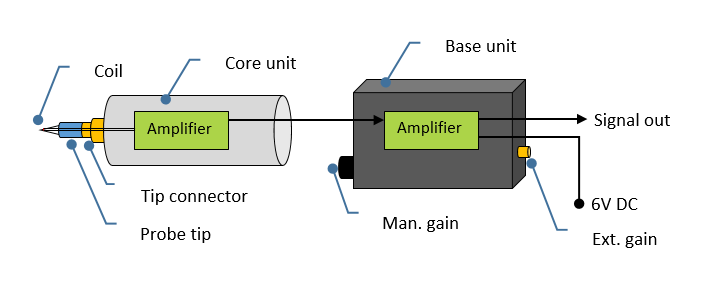 Coil
Core unit
Base unit
Amplifier
Amplifier
Signal out
Tip connector
Probe tip
Man. gain
6V DC
Ext. gain